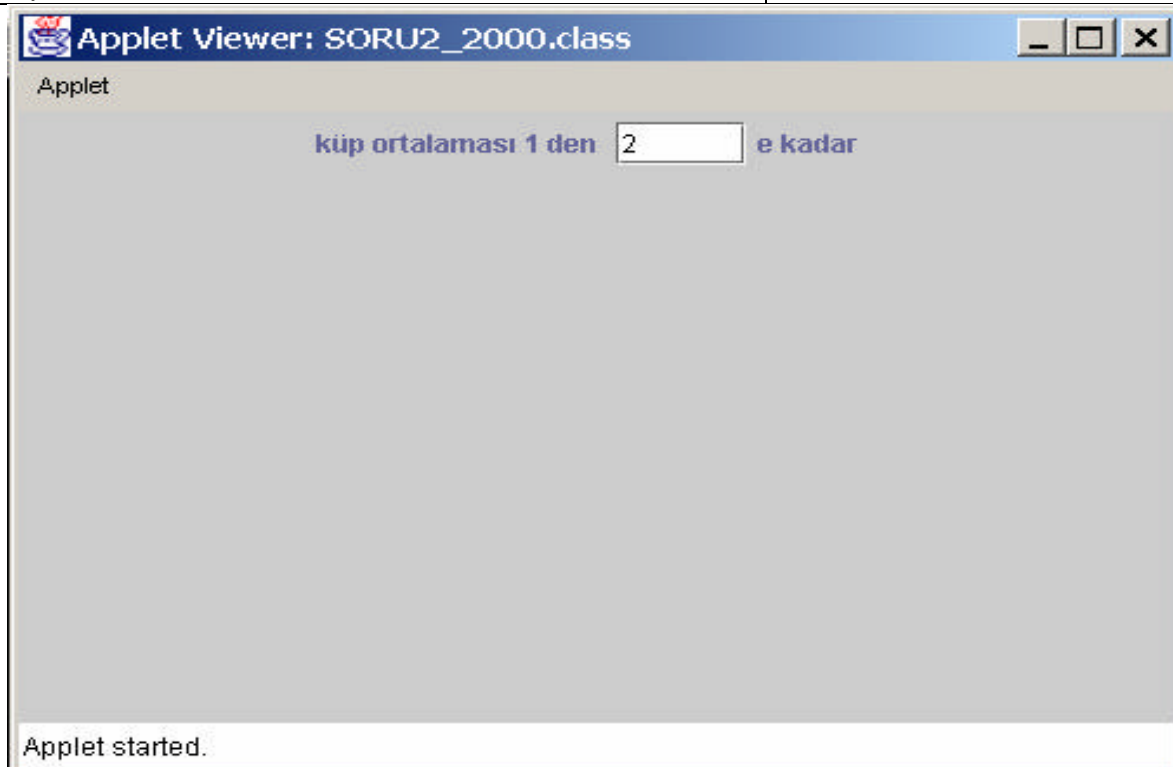 Applet Viewer: SORU2_2000.class
Applet
küp ortalaması 1 den 2 e kadar
Applet started.